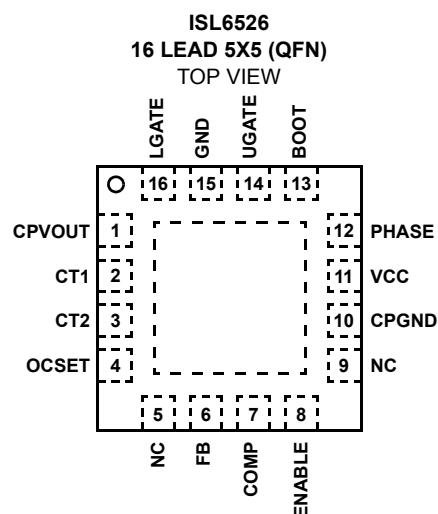 ISL6526
16 LEAD 5X5 (QFN)
TOP VIEW
LGATE
GND
UGATE
BOOT
16 15 14 13
CPVOUT 1 12 PHASE
CT1 2 11 VCC
CT2 3 10 CPGND
OCSET 4 9 NC
5 6 7 8
NC
FB
COMP
ENABLE